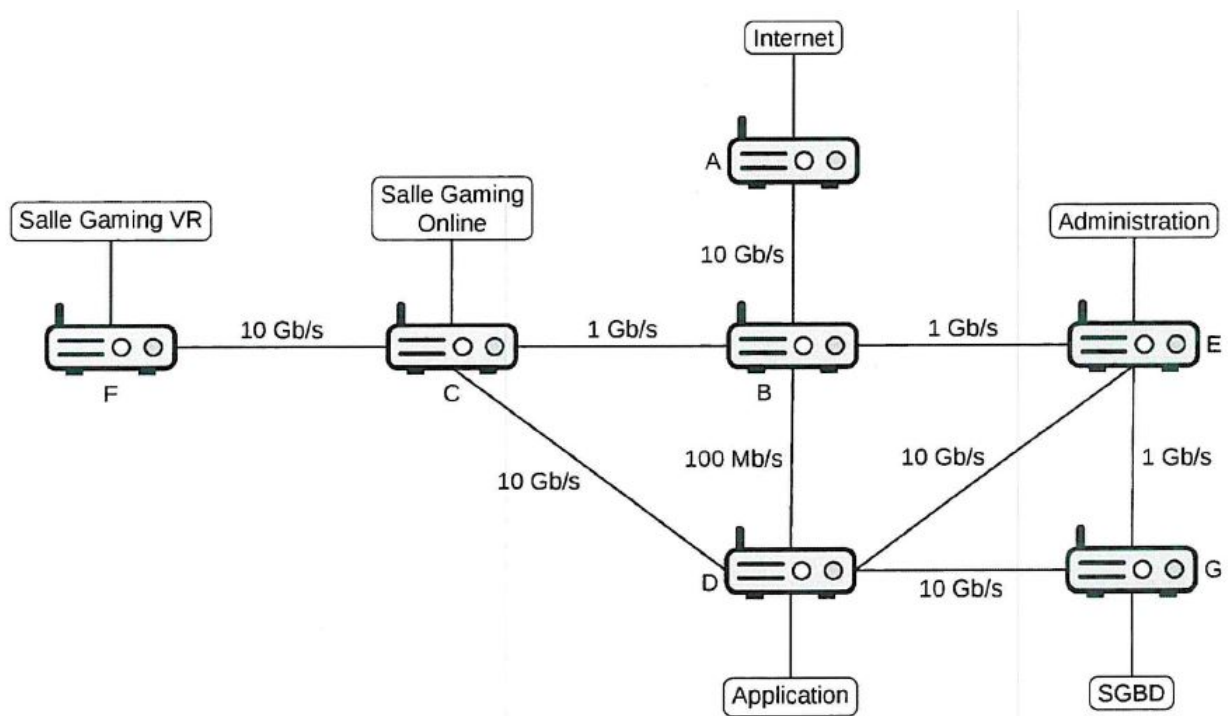 Internet
A
Salle Gaming
Online
Salle Gaming VR
Administration
10 Gb/s
10 Gb/s
1 Gb/s
1 Gb/s
E
F
C
B
10 Gb/s
100 Mb/s
10 Gb/s
1 Gb/s
D
10 Gb/s
G
Application
SGBD